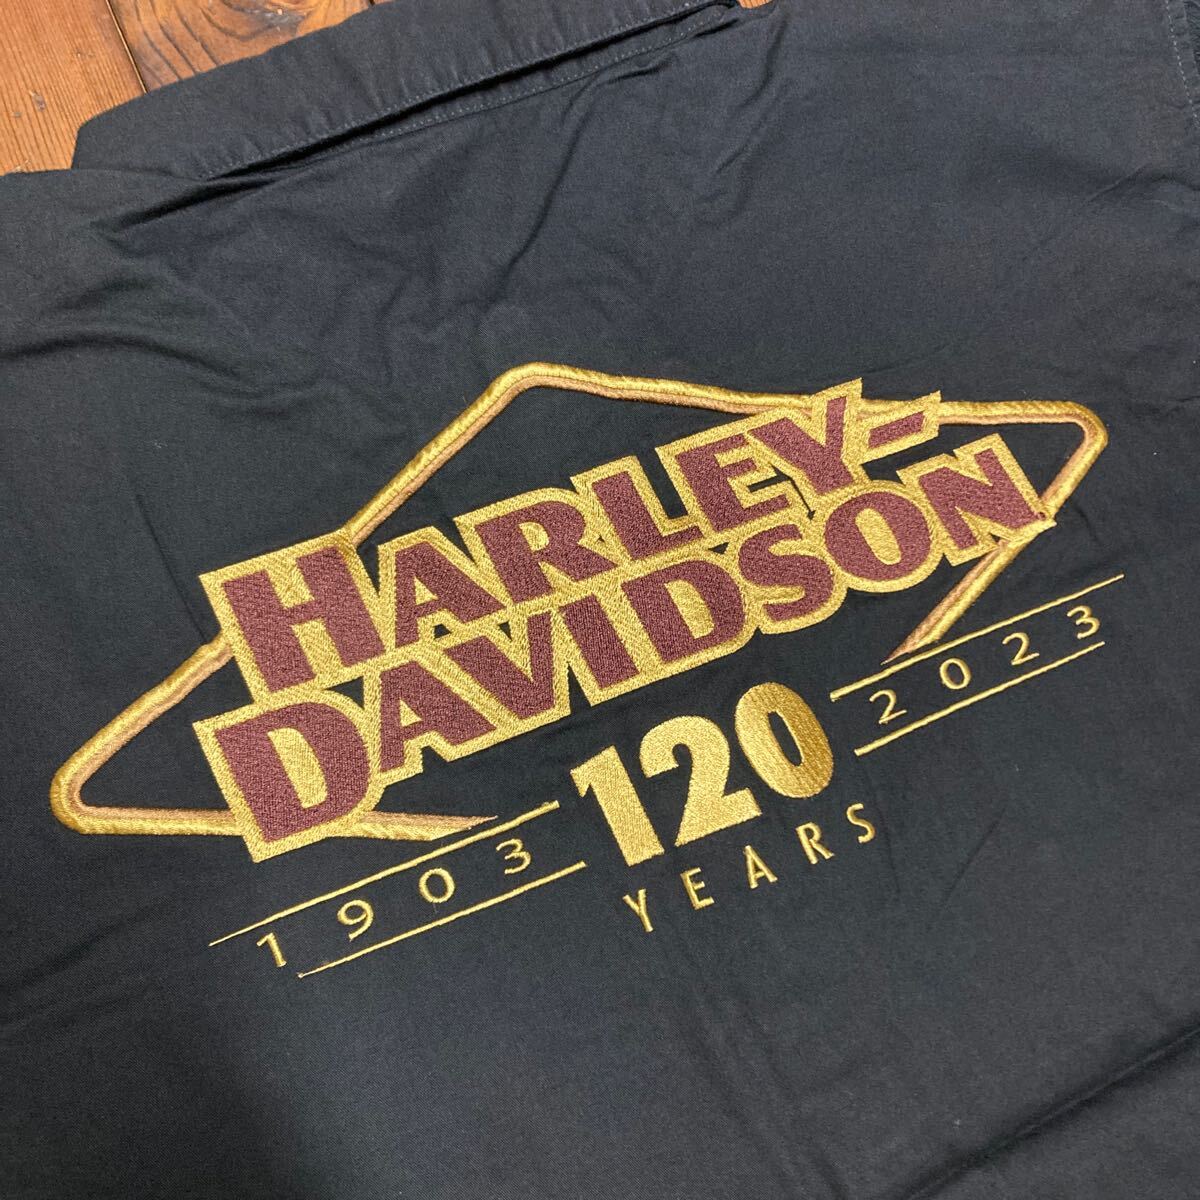 HARLEY-
DAVIDSON
1903 120 2023
YEARS